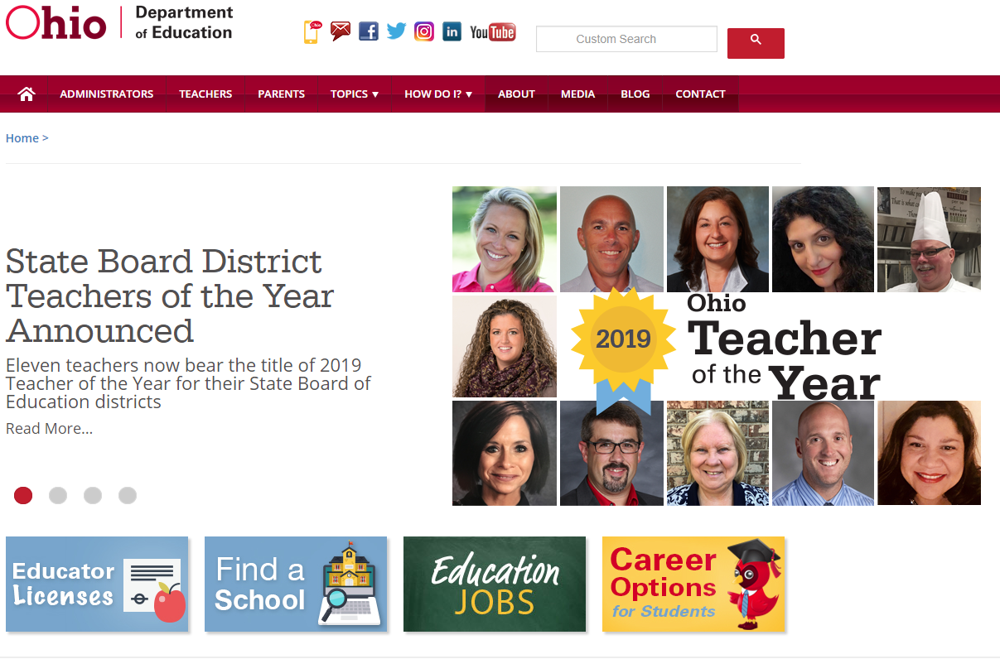 Ohio Department
of Education
Ohio
You Tube
Custom Search
ADMINISTRATORS TEACHERS PARENTS TOPICS ▼ HOW DO I? ▼ ABOUT MEDIA BLOG CONTACT
Home >
State Board District
Teachers of the Year
Announced
Eleven teachers now bear the title of 2019
Teacher of the Year for their State Board of
Education districts
Read More...
2019
Ohio
Teacher
of the Year
Educator
Licenses
Find a
School
Education
JOBS
Career
Options
for Students